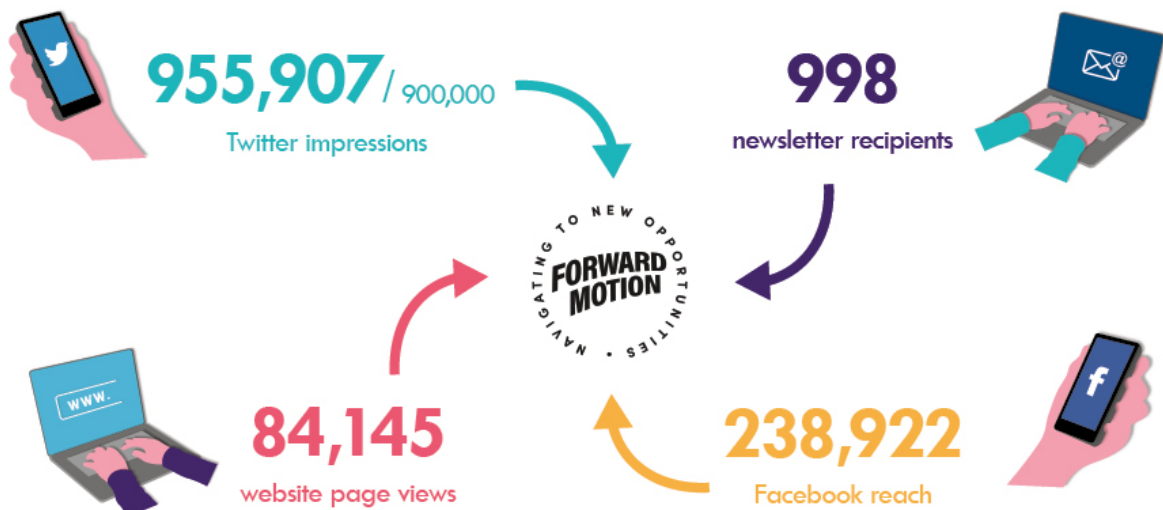 955,907 / 900,000
Twitter impressions
998
newsletter recipients
@
NAVIGATING TO NEW OPPORTUNITIES •
FORWARD
MOTION
www.
84,145
website page views
238,922
Facebook reach
f